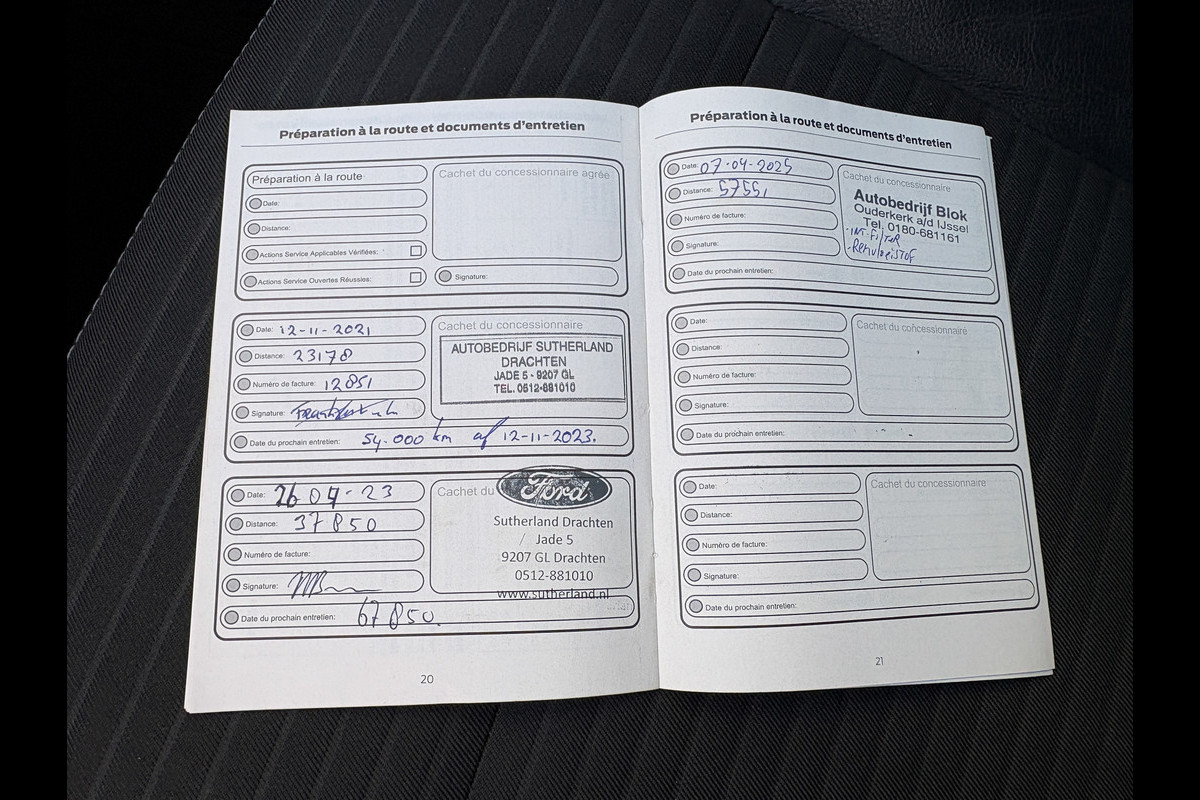 Préparation à la route et documents d'entretien
Préparation à la route
Date:
Distance:
Actions Service Applicables Vérifiées:
Actions Service Ouvertes Réussies:
Cachet du concessionnaire agréé
Signature:
Date: 12-11-2021
Distance: 23178
Numéro de facture: 12851
Signature:
Cachet du concessionnaire
AUTOBEDRIJF SUTHERLAND
DRACHTEN
JADE 5 - 9207 GL
TEL. 0512-881010
Date du prochain entretien: 54.000 km of 12-11-2023.
Date: 26 04-23
Distance: 37850
Numéro de facture:
Signature:
Cachet du
Ford
Sutherland Drachten
Jade 5
9207 GL Drachten
0512-881010
www.sutherland.nl
Date du prochain entretien: 67850.
20
Préparation à la route et documents d'entretien
Date: 07-04-2025
Distance: 57551
Numéro de facture:
Signature:
Cachet du concessionnaire
Autobedrijf Blok
Ouderkerk a/d IJssel
Tel. 0180-681161
-INT-FILTER
-REMVLOEISTOF
Date du prochain entretien:
Date:
Distance:
Numéro de facture:
Signature:
Cachet du concessionnaire
Date du prochain entretien:
Date:
Distance:
Numéro de facture:
Signature:
Cachet du concessionnaire
Date du prochain entretien:
21